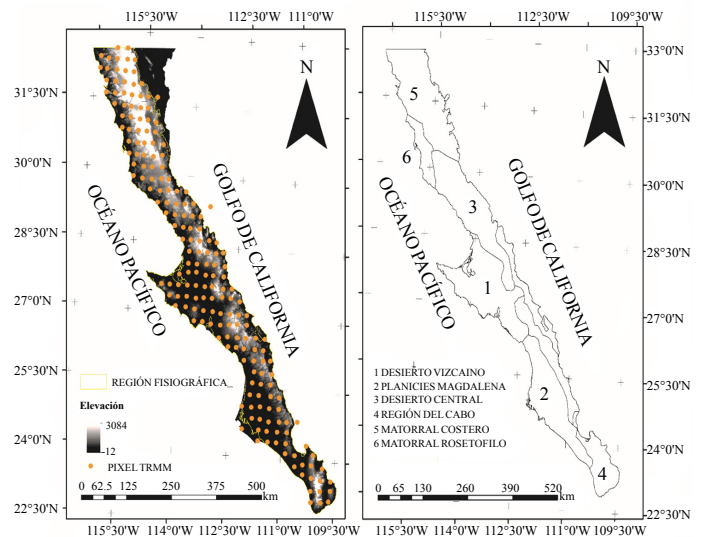 115°30'W 114°0'W 112°30'W 111°0'W
31°30'N
30°0'N
28°30'N
27°0'N
25°30'N
24°0'N
22°30'N
N
OCÉANO PACÍFICO
GOLFO DE CALIFORNIA
REGIÓN FISIOGRÁFICA
Elevación
3084
-12
PIXEL TRMM
0 62.5 125 250 375 500
km
115°30'W 114°0'W 112°30'W 111°0'W
115°30'W 112°30'W 109°30'W
33°0'N
31°30'N
30°0'N
28°30'N
27°0'N
25°30'N
24°0'N
22°30'N
N
5
6
3
1
2
4
OCÉANO PACÍFICO
GOLFO DE CALIFORNIA
1 DESIERTO VIZCAINO
2 PLANICIES MAGDALENA
3 DESIERTO CENTRAL
4 REGIÓN DEL CABO
5 MATORRAL COSTERO
6 MATORRAL ROSETOFILO
0 65 130 260 390 520
km
115°30'W 114°0'W 112°30'W 111°0'W 109°30'W